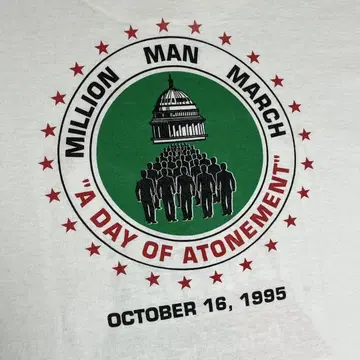 MILLION MAN MARCH
"A DAY OF ATONEMENT"
OCTOBER 16, 1995